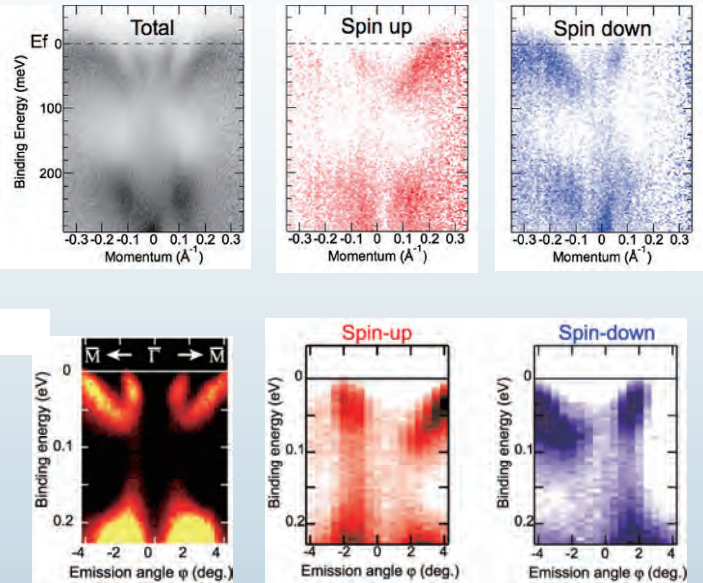 Total
Ef
0
100
200
Binding Energy (meV)
-0.3 -0.2 -0.1 0 0.1 0.2 0.3
Momentum (Å⁻¹)
Spin up
-0.3 -0.2 -0.1 0 0.1 0.2 0.3
Momentum (Å⁻¹)
Spin down
-0.3 -0.2 -0.1 0 0.1 0.2 0.3
Momentum (Å⁻¹)
M̅ ← Γ̅ → M̅
0
0.1
0.2
Binding energy (eV)
-4 -2 0 2 4
Emission angle φ (deg.)
Spin-up
0
0.1
0.2
Binding energy (eV)
-4 -2 0 2 4
Emission angle φ (deg.)
Spin-down
0
0.1
0.2
Binding energy (eV)
-4 -2 0 2 4
Emission angle φ (deg.)